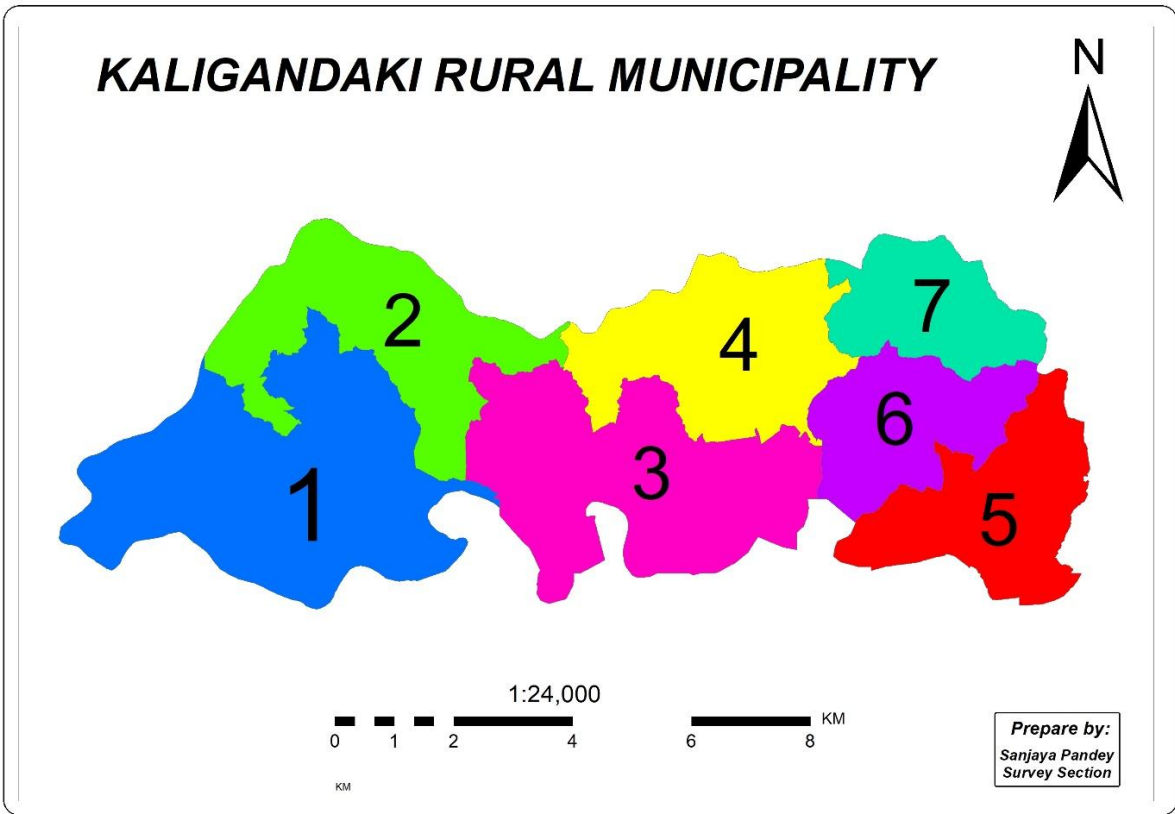 KALIGANDAKI RURAL MUNICIPALITY
N
2
4
7
6
1
3
5
1:24,000
KM
0 1 2 4 6 8
KM
Prepare by:
Sanjaya Pandey
Survey Section